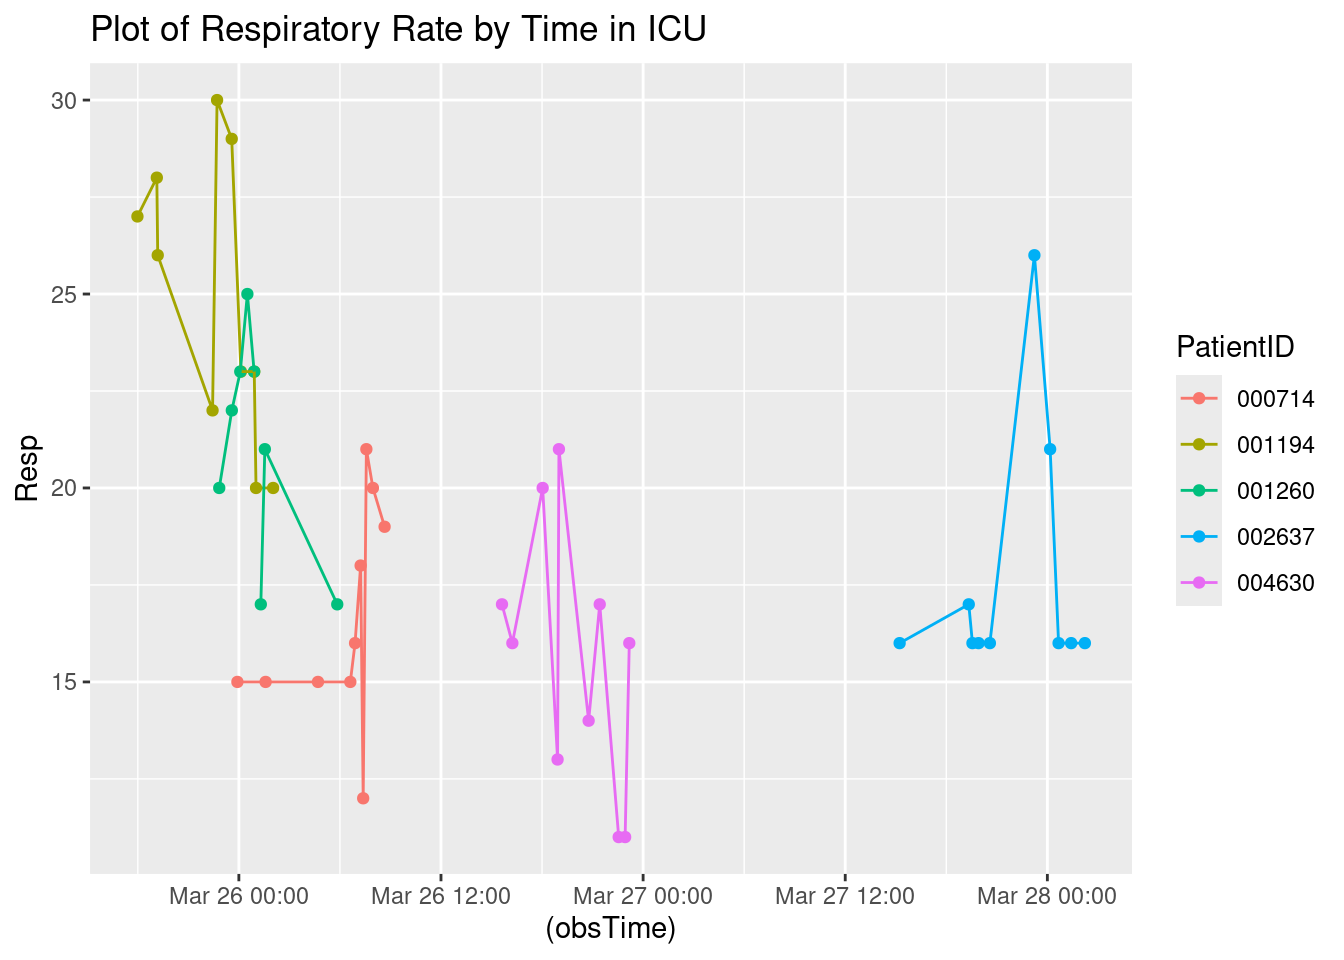 Plot of Respiratory Rate by Time in ICU
30
25
20
15
Resp
Mar 26 00:00
Mar 26 12:00
Mar 27 00:00
Mar 27 12:00
Mar 28 00:00
(obsTime)
PatientID
000714
001194
001260
002637
004630